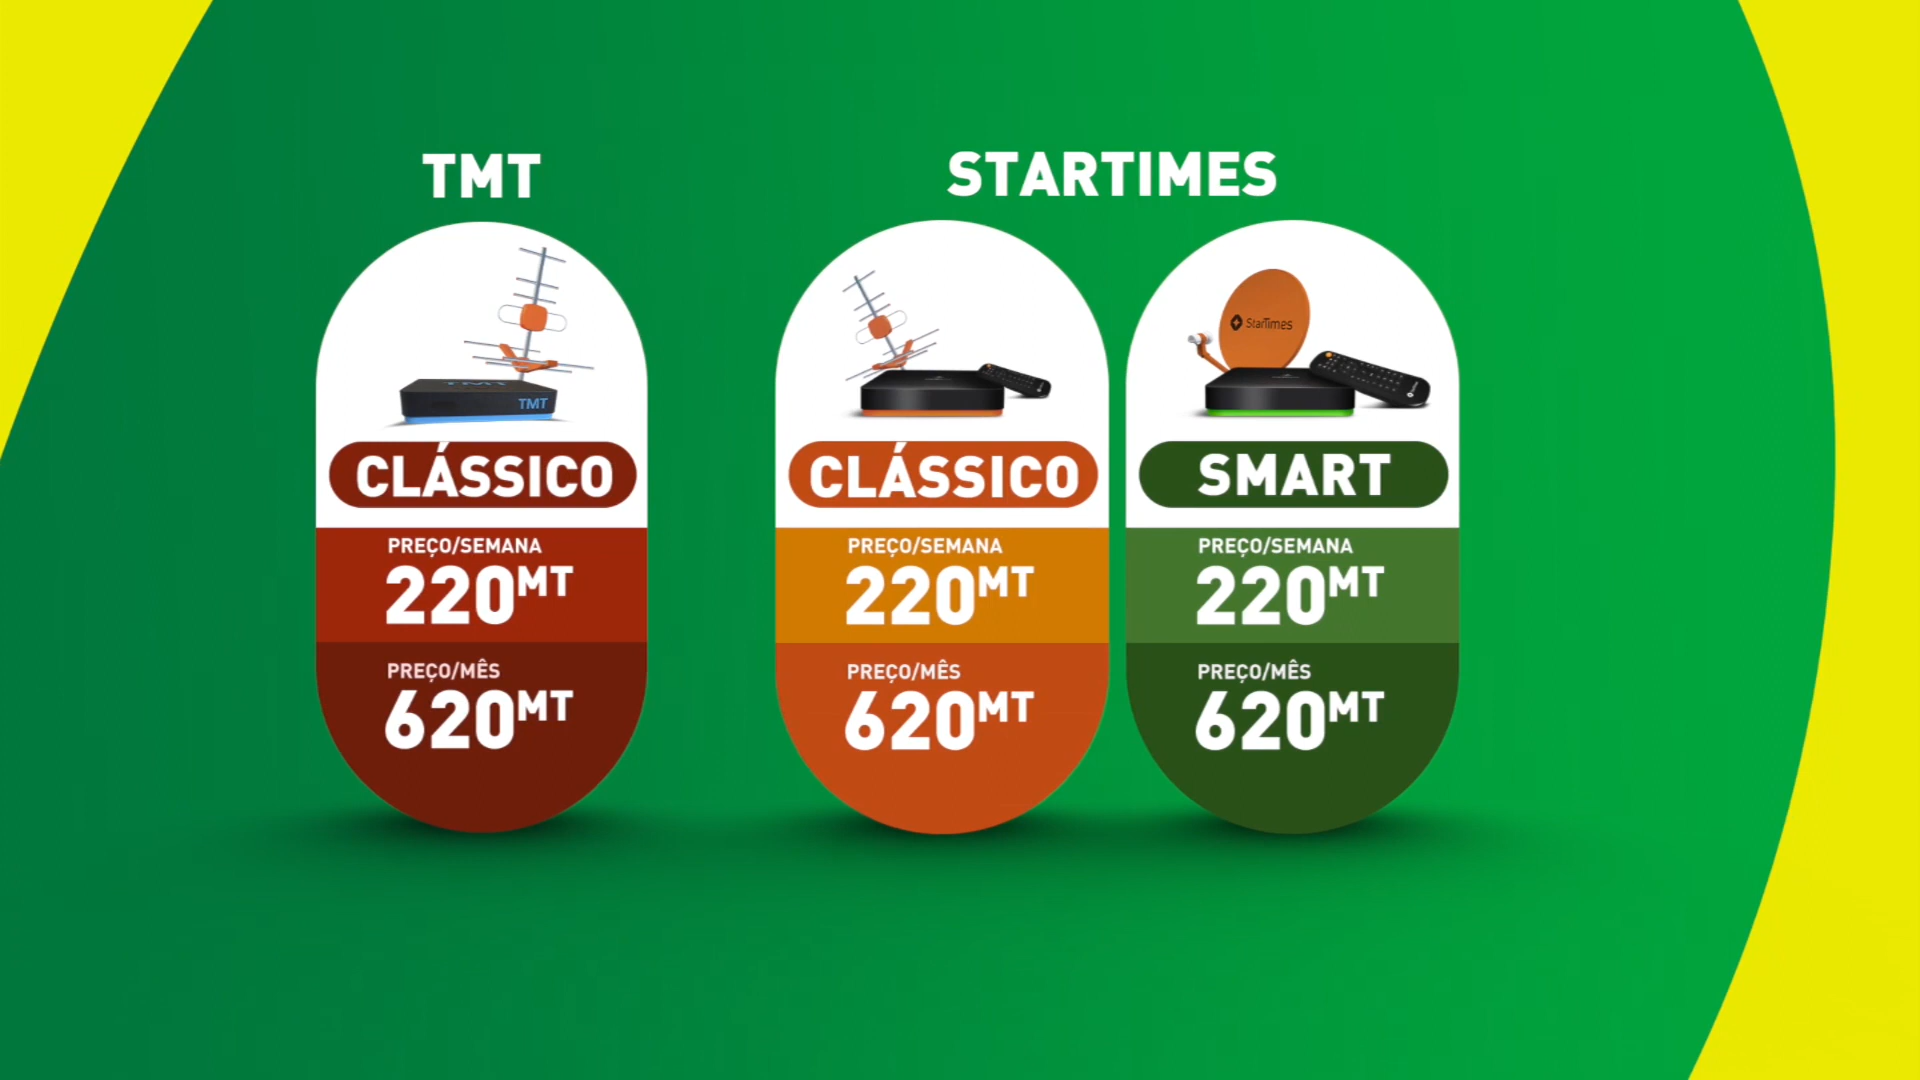 TMT
TMT
TMT
CLÁSSICO
PREÇO/SEMANA
220MT
PREÇO/MÊS
620MT
STARTIMES
CLÁSSICO
PREÇO/SEMANA
220MT
PREÇO/MÊS
620MT
StarTimes
SMART
PREÇO/SEMANA
220MT
PREÇO/MÊS
620MT